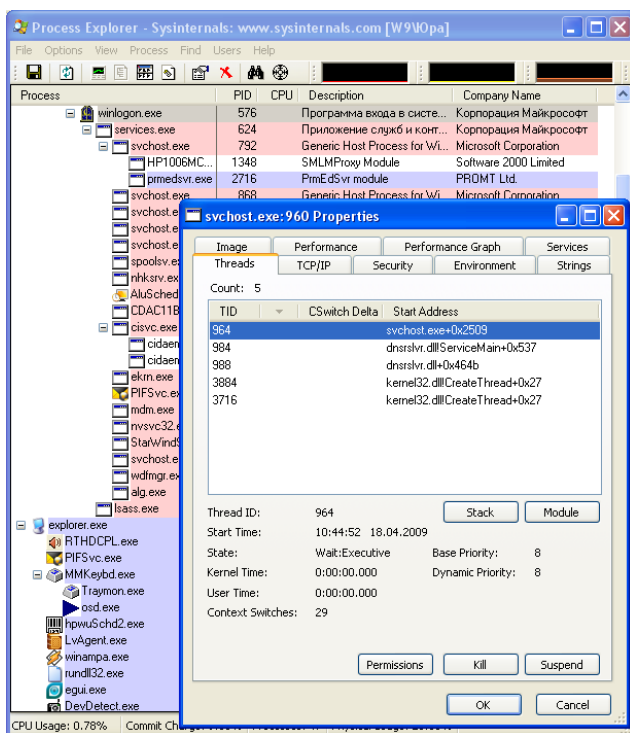 Process Explorer - Sysinternals: www.sysinternals.com [W9\Юра]
File Options View Process Find Users Help
Process PID CPU Description Company Name
winlogon.exe 576 Программа входа в систе... Корпорация Майкрософт
services.exe 624 Приложение служб и конт... Корпорация Майкрософт
svchost.exe 792 Generic Host Process for Wi... Microsoft Corporation
HP1006MC... 1348 SMLMProxy Module Software 2000 Limited
prmedsvr.exe 2716 PrmEdSvr module PROMT Ltd.
svchost.exe 868 Generic Host Process for Wi... Microsoft Corporation
svchost.e
svchost.e
svchost.e
spoolsv.e
nhksrv.ex
AluSched
CDAC11B
cisvc.exe
cidaen
cidaen
ekrn.exe
PIFSvc.ex
mdm.exe
nvsvc32.e
StarWindS
svchost.e
wdfmgr.ex
alg.exe
lsass.exe
explorer.exe
RTHDCPL.exe
PIFSvc.exe
MMKeybd.exe
Traymon.exe
osd.exe
hpwuSchd2.exe
LvAgent.exe
winampa.exe
rundll32.exe
egui.exe
DevDetect.exe
CPU Usage: 0.78% Commit
svchost.exe:960 Properties
Image Performance Performance Graph Services
Threads TCP/IP Security Environment Strings
Count: 5
TID CSwitch Delta Start Address
964 svchost.exe+0x2509
984 dnsrslvr.dll!ServiceMain+0x537
988 dnsrslvr.dll+0x464b
3884 kernel32.dll!CreateThread+0x27
3716 kernel32.dll!CreateThread+0x27
Thread ID: 964 Stack Module
Start Time: 10:44:52 18.04.2009
State: Wait:Executive Base Priority: 8
Kernel Time: 0:00:00.000 Dynamic Priority: 8
User Time: 0:00:00.000
Context Switches: 29
Permissions Kill Suspend
OK Cancel